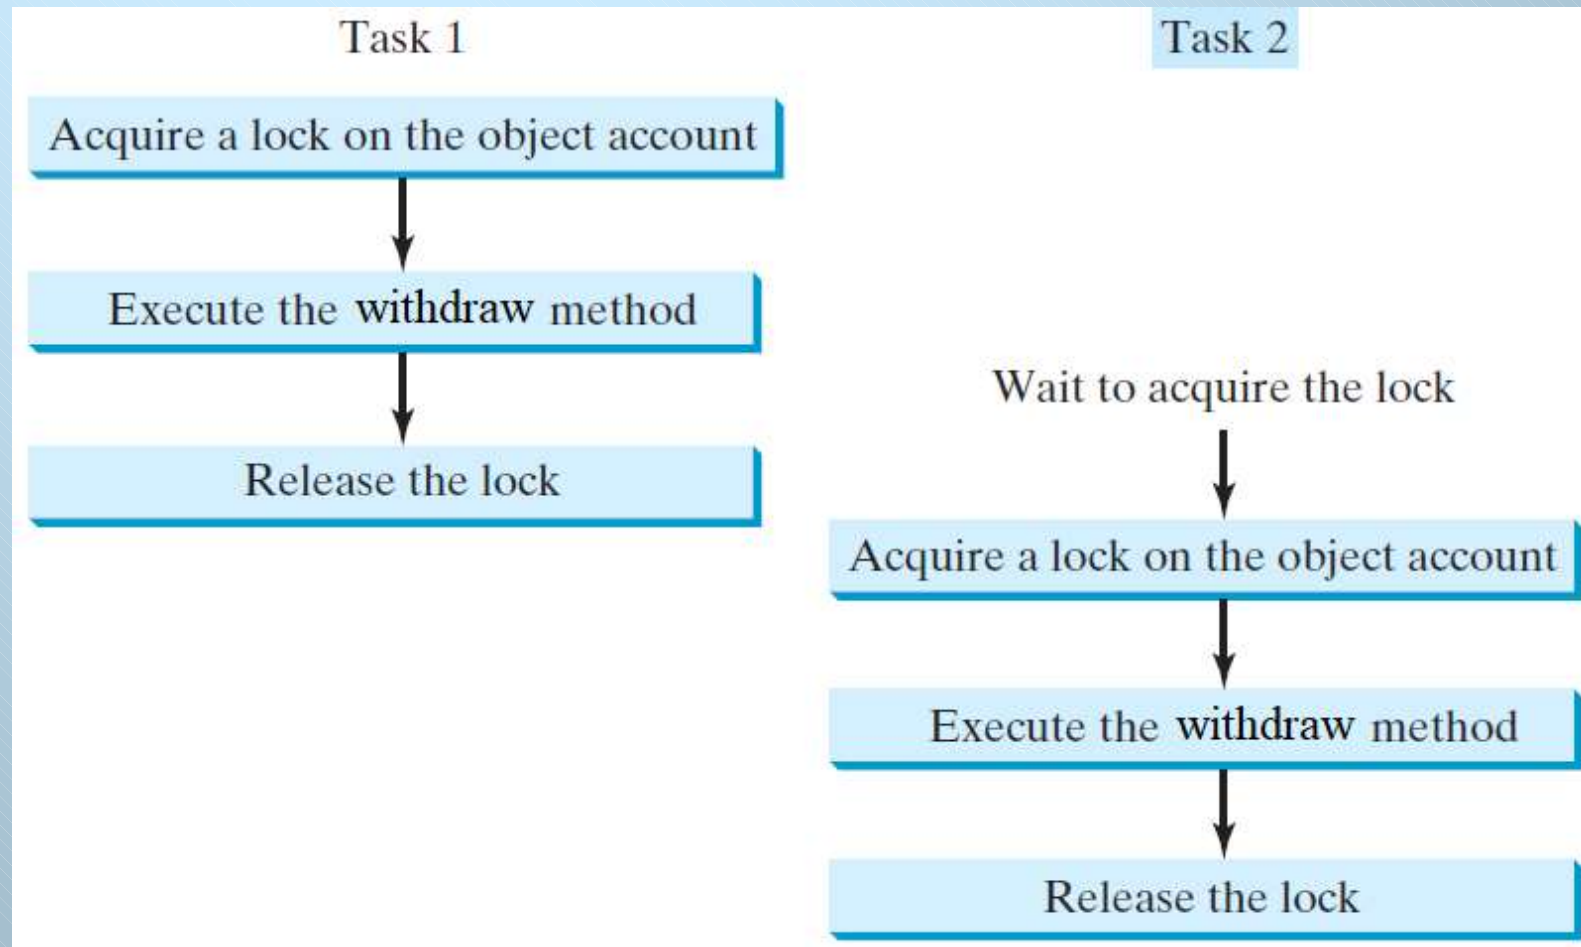 Task 1
Acquire a lock on the object account
Execute the withdraw method
Release the lock
Task 2
Wait to acquire the lock
Acquire a lock on the object account
Execute the withdraw method
Release the lock